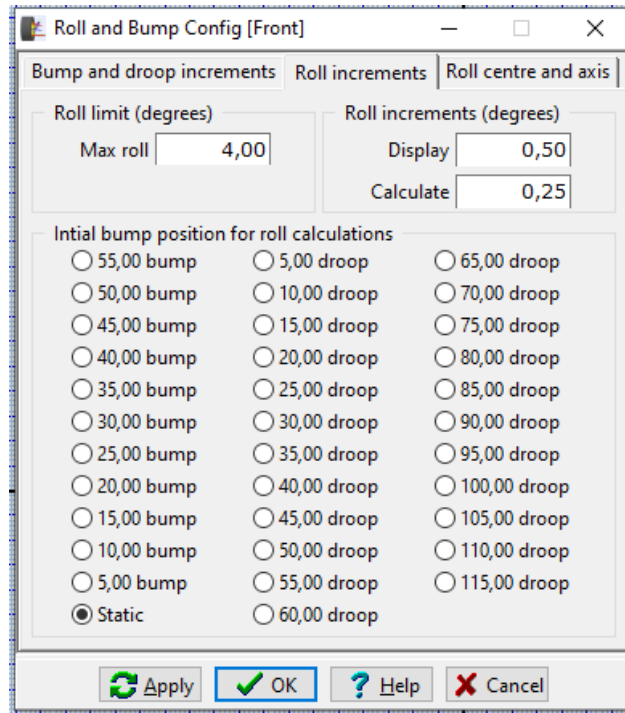 Roll and Bump Config [Front]
Bump and droop increments Roll increments Roll centre and axis
Roll limit (degrees)
Max roll 4,00
Roll increments (degrees)
Display 0,50
Calculate 0,25
Intial bump position for roll calculations
55,00 bump 5,00 droop 65,00 droop
50,00 bump 10,00 droop 70,00 droop
45,00 bump 15,00 droop 75,00 droop
40,00 bump 20,00 droop 80,00 droop
35,00 bump 25,00 droop 85,00 droop
30,00 bump 30,00 droop 90,00 droop
25,00 bump 35,00 droop 95,00 droop
20,00 bump 40,00 droop 100,00 droop
15,00 bump 45,00 droop 105,00 droop
10,00 bump 50,00 droop 110,00 droop
5,00 bump 55,00 droop 115,00 droop
Static 60,00 droop
Apply OK ? Help Cancel